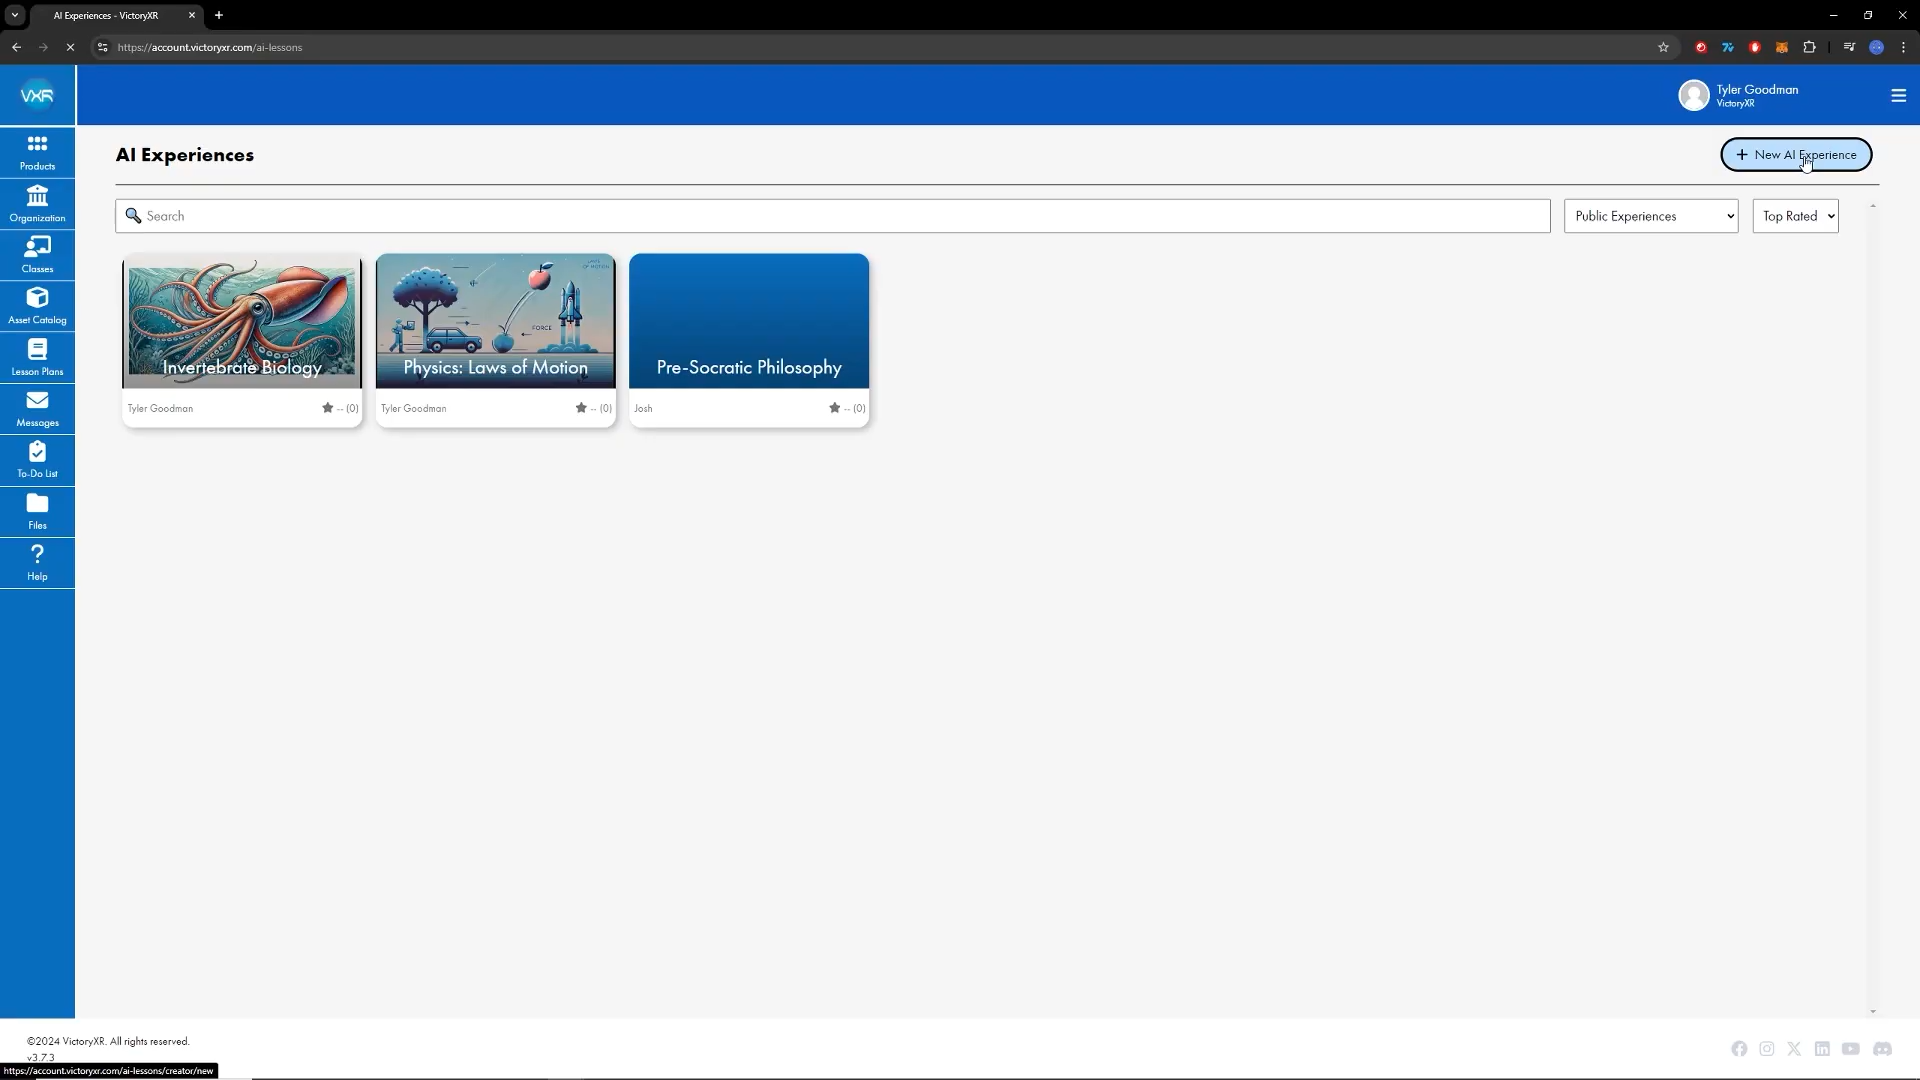 AI Experiences - VictoryXR
https://account.victoryxr.com/ai-lessons
VXR
Tyler Goodman
VictoryXR
Products
Organization
Classes
Asset Catalog
Lesson Plans
Messages
To-Do List
Files
Help
AI Experiences
+ New AI Experience
Search
Public Experiences
Top Rated
FORCE
Invertebrate Biology
Physics: Laws of Motion
Pre-Socratic Philosophy
Tyler Goodman
-- (0)
Tyler Goodman
-- (0)
Josh
-- (0)
©2024 VictoryXR. All rights reserved.
v3.7.3
https://account.victoryxr.com/ai-lessons/creator/new